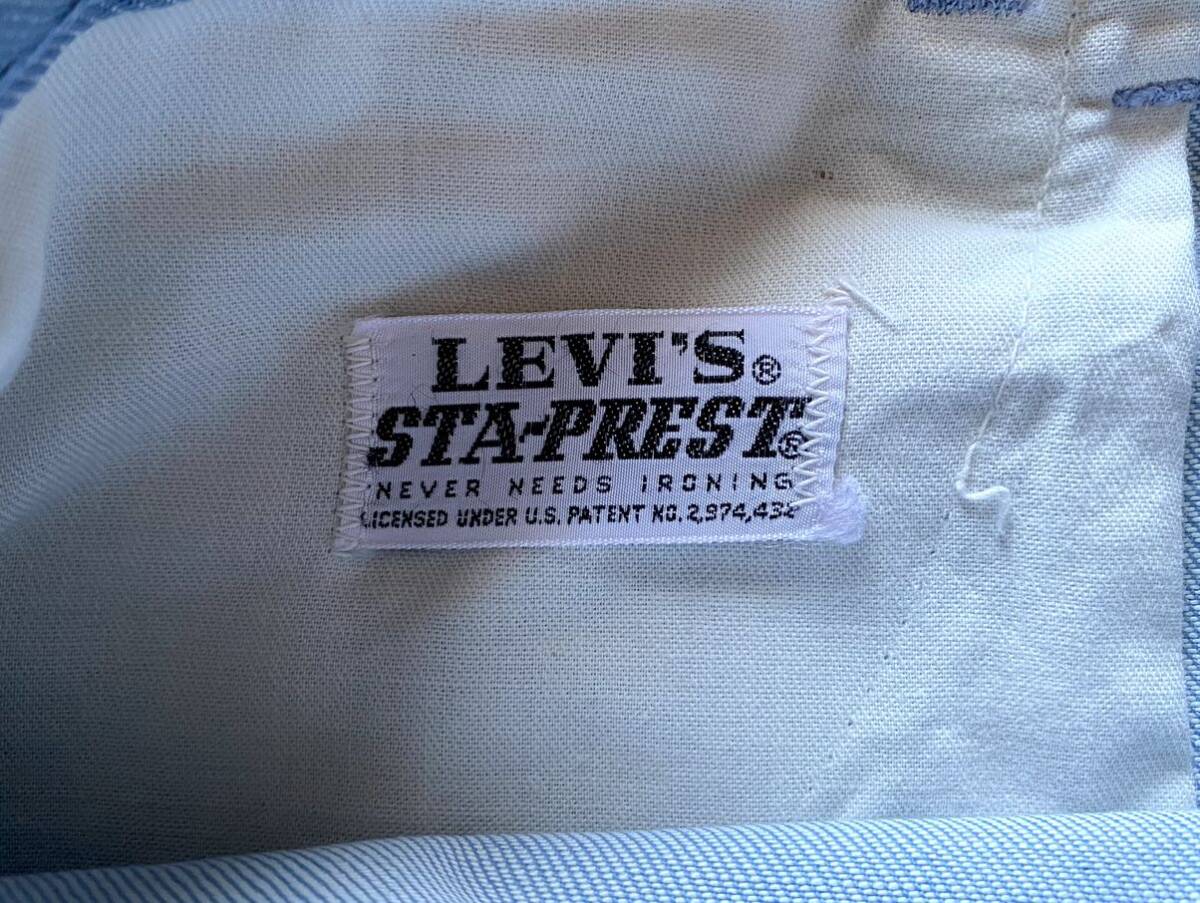 LEVI'S®
STA-PREST®
NEVER NEEDS IRONING
LICENSED UNDER U.S. PATENT NO. 2,974,432